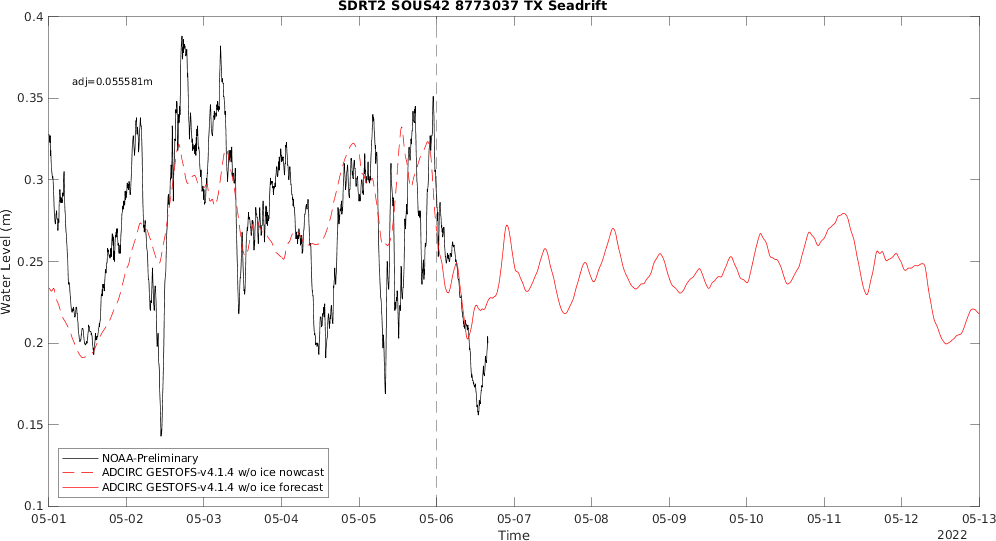 SDRT2 SOUS42 8773037 TX Seadrift
0.4
adj=0.055581m
0.35
0.3
0.25
0.2
0.15
0.1
Water Level (m)
NOAA-Preliminary
ADCIRC GESTOFS-v4.1.4 w/o ice nowcast
ADCIRC GESTOFS-v4.1.4 w/o ice forecast
05-01 05-02 05-03 05-04 05-05 05-06 05-07 05-08 05-09 05-10 05-11 05-12 05-13
Time
2022